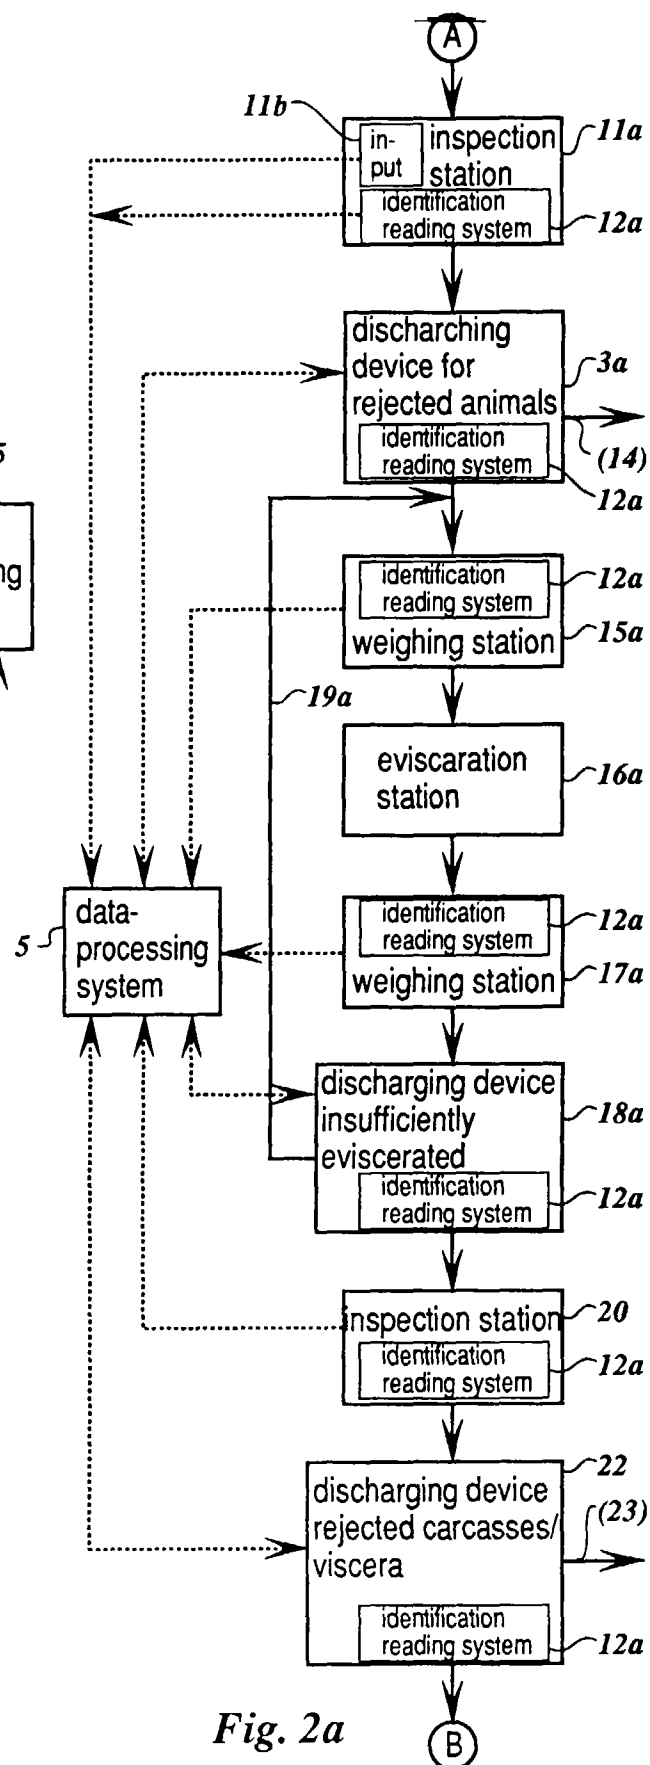 A
11b
in-
put
inspection
station
11a
identification
reading system
12a
discharching
device for
rejected animals
3a
(14)
identification
reading system
12a
5
ng
identification
reading system
12a
weighing station
15a
19a
eviscaration
station
16a
data-
processing
system
5
identification
reading system
12a
weighing station
17a
discharging device
insufficiently
eviscerated
18a
identification
reading system
12a
inspection station
20
identification
reading system
12a
22
discharging device
rejected carcasses/
viscera
(23)
identification
reading system
12a
Fig. 2a
B